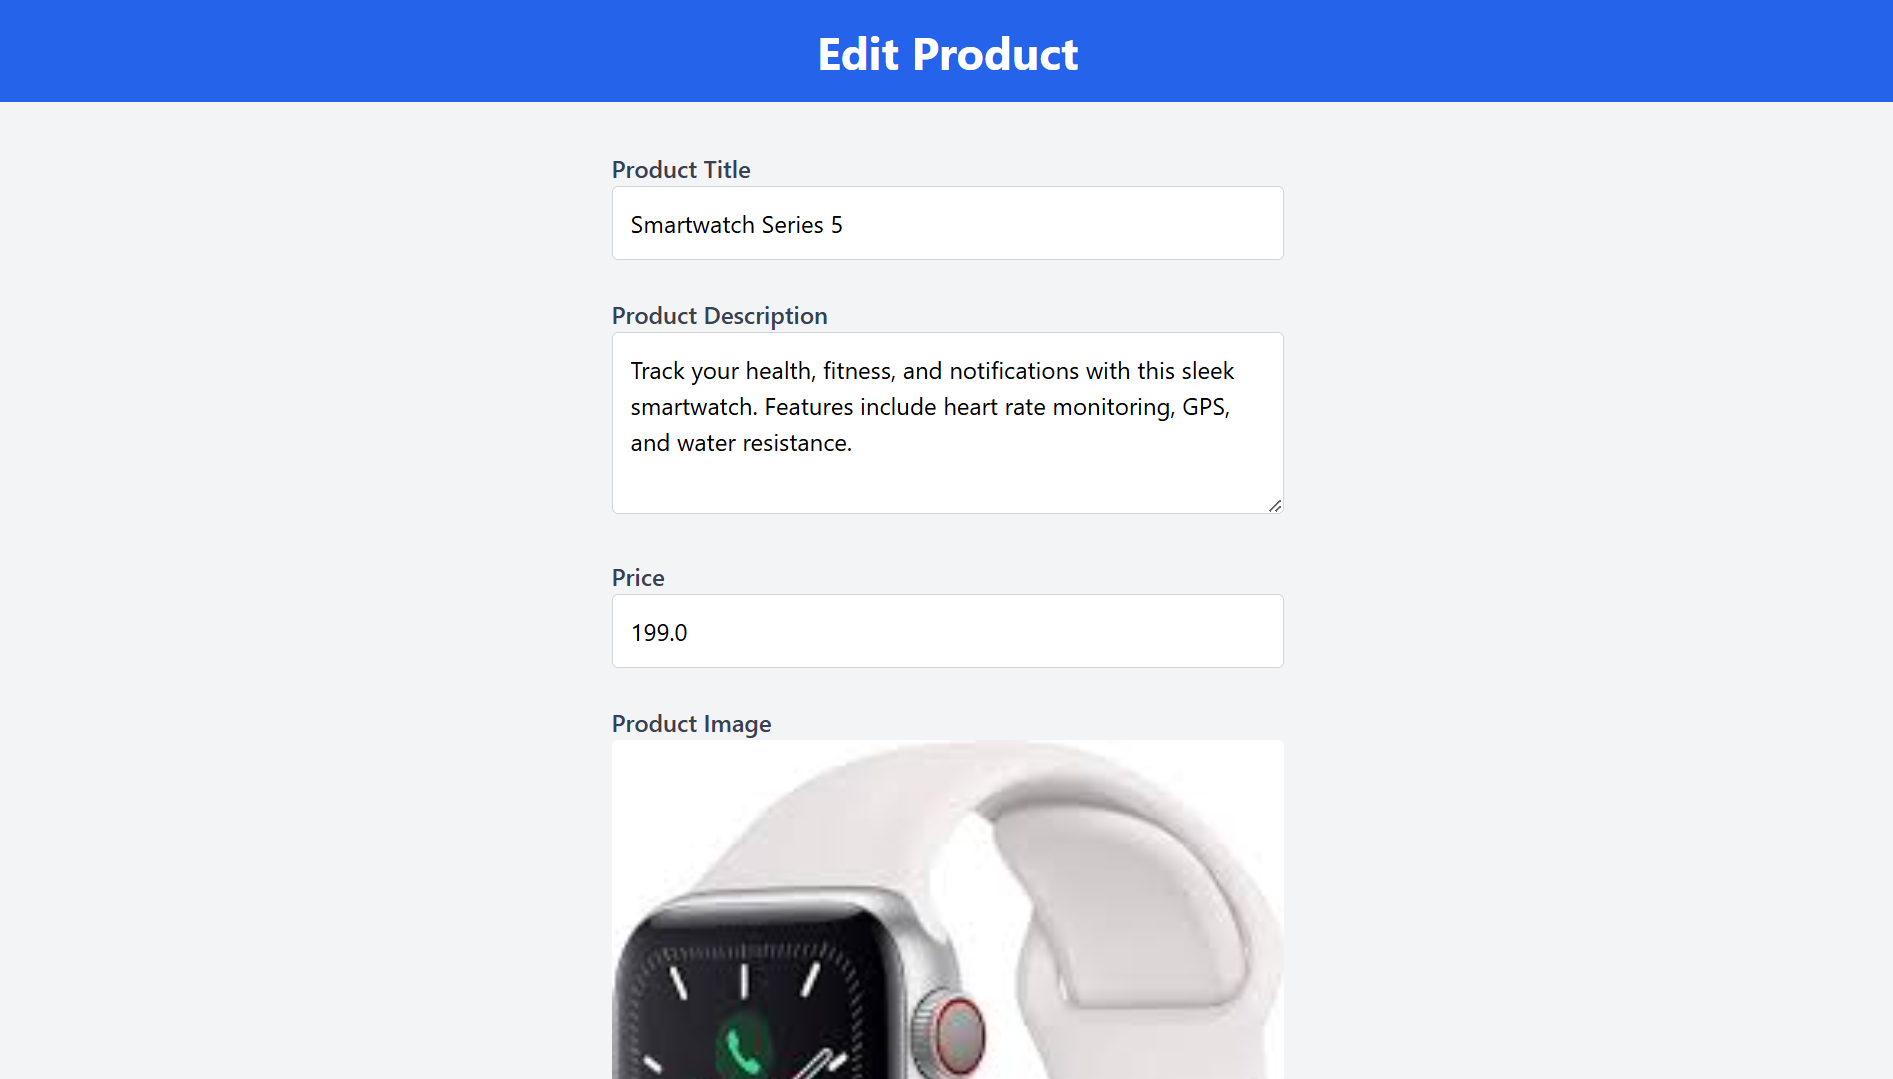 Edit Product
Product Title
Smartwatch Series 5
Product Description
Track your health, fitness, and notifications with this sleek
smartwatch. Features include heart rate monitoring, GPS,
and water resistance.
Price
199.0
Product Image